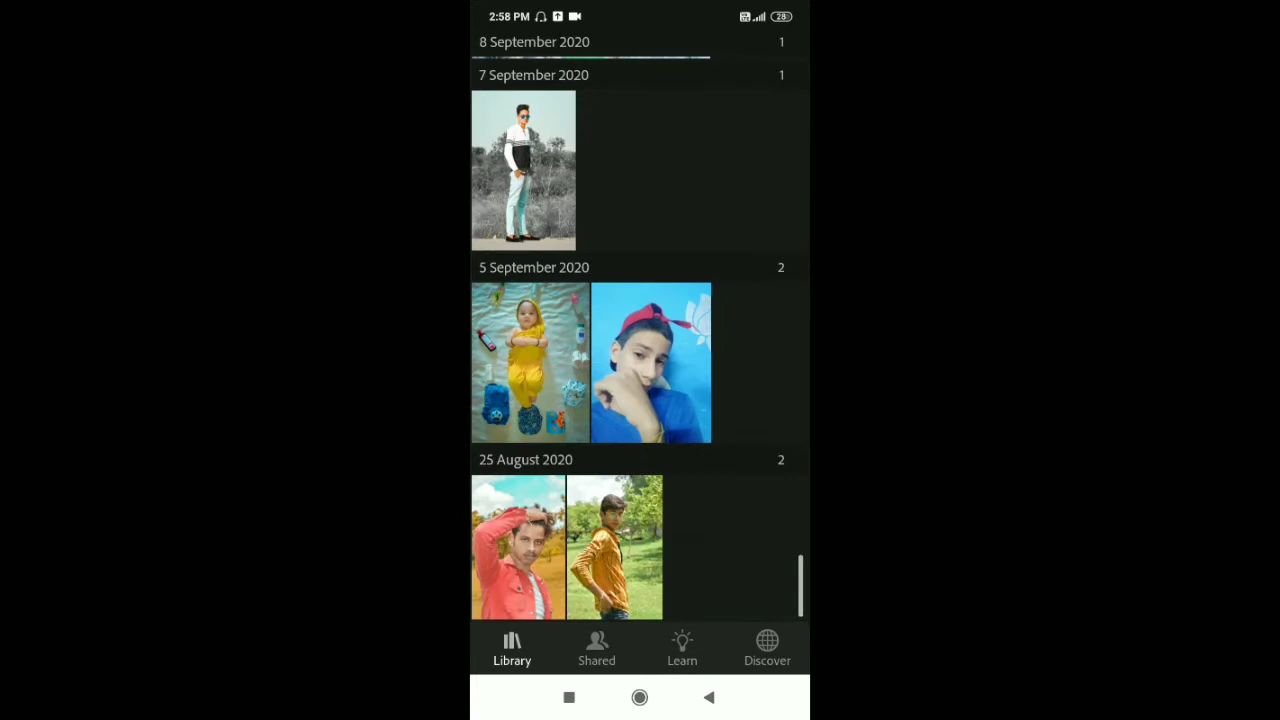 2:58 PM 28
8 September 2020 1
7 September 2020 1
5 September 2020 2
25 August 2020 2
Library Shared Learn Discover